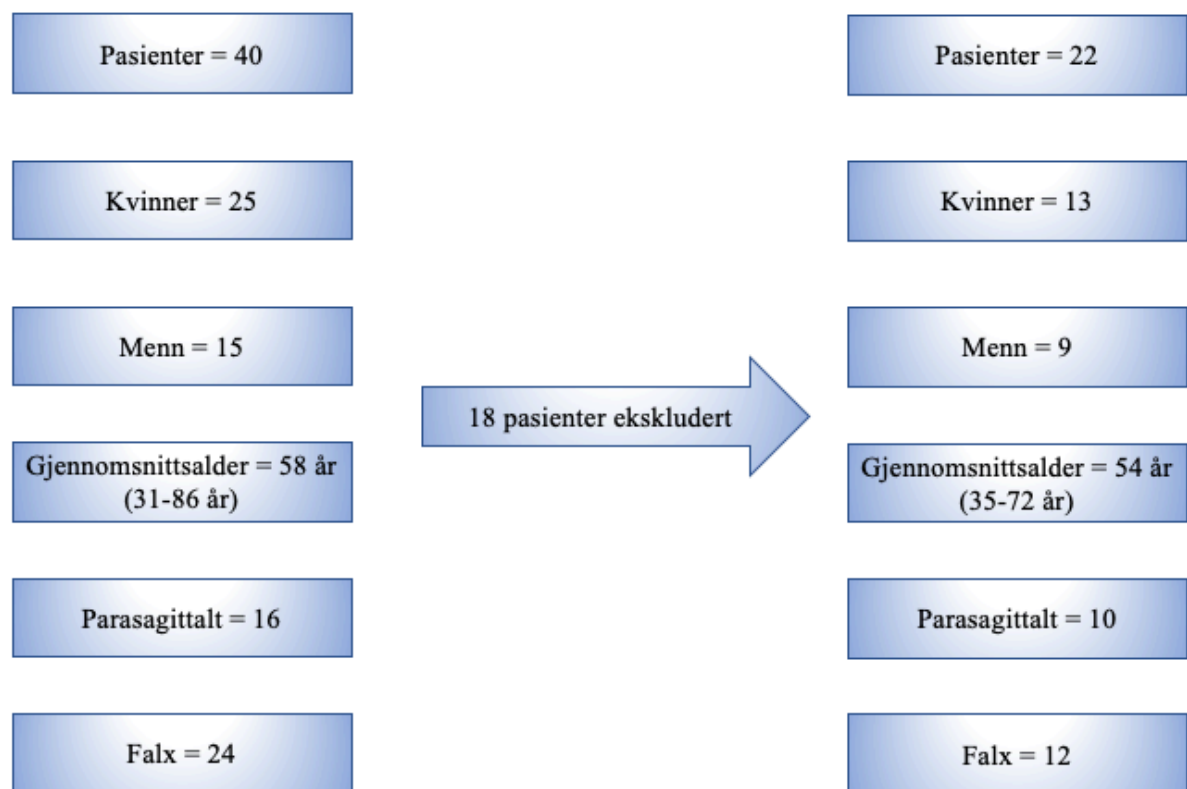 Pasienter = 40
Kvinner = 25
Menn = 15
Gjennomsnittsalder = 58 år
(31-86 år)
Parasagittalt = 16
Falx = 24
18 pasienter ekskludert
Pasienter = 22
Kvinner = 13
Menn = 9
Gjennomsnittsalder = 54 år
(35-72 år)
Parasagittalt = 10
Falx = 12